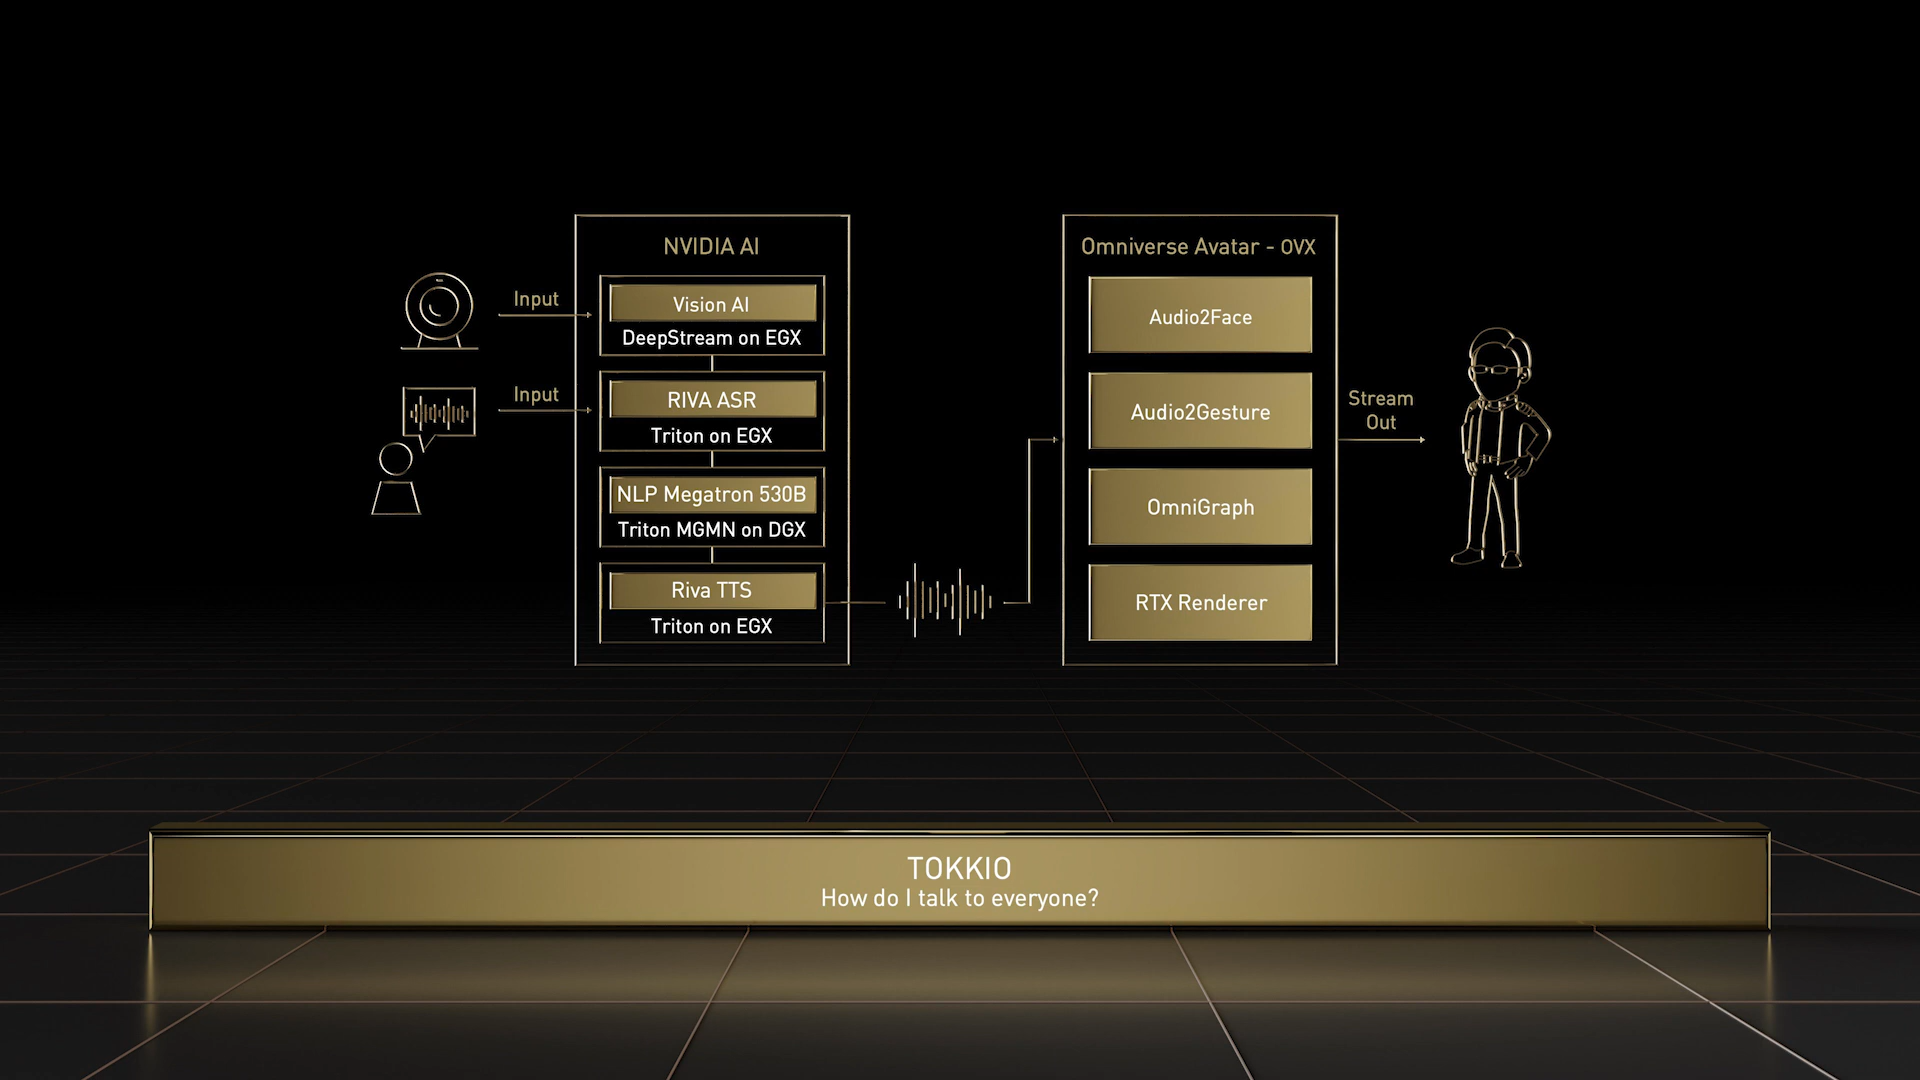 NVIDIA AI
Input
Vision AI
DeepStream on EGX
Input
RIVA ASR
Triton on EGX
NLP Megatron 530B
Triton MGMN on DGX
Riva TTS
Triton on EGX
Omniverse Avatar - OVX
Audio2Face
Audio2Gesture
OmniGraph
RTX Renderer
Stream
Out
TOKKIO
How do I talk to everyone?